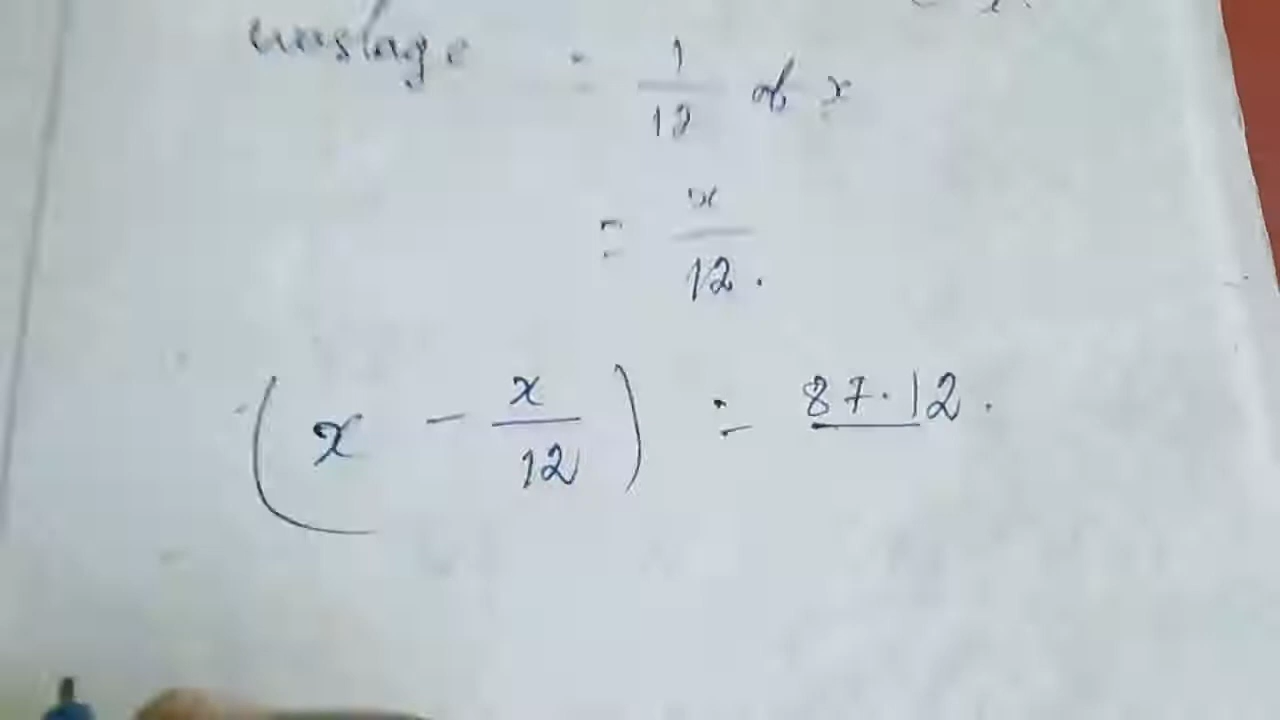 wastage = 1/12 of x
= x/12.
(x - x/12) = 87.12.